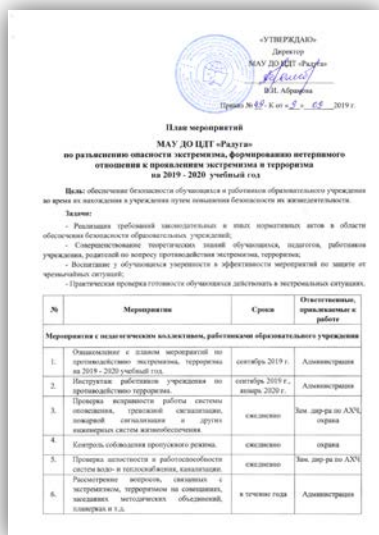 «УТВЕРЖДАЮ»
Директор
МАУ ДО ЦДТ «Радуга»
В.И. Абрамова
Приказ № - К от « 2 » 09 2019 г.
План мероприятий
МАУ ДО ЦДТ «Радуга»
по разъяснению опасности экстремизма, формированию нетерпимого
отношения к проявлениям экстремизма и терроризма
на 2019 - 2020 учебный год
Цель: обеспечение безопасности обучающихся и работников образовательного учреждения
во время их нахождения в учреждении путем повышения безопасности их жизнедеятельности.
Задачи:
- Реализация требований законодательных и иных нормативных актов в области
обеспечения безопасности образовательных учреждений;
- Совершенствование теоретических знаний обучающихся, педагогов, работников
учреждения, родителей по вопросу противодействия экстремизма, терроризма;
- Воспитание у обучающихся уверенности в эффективности мероприятий по защите от
чрезвычайных ситуаций;
- Практическая проверка готовности обучающихся действовать в экстремальных ситуациях.
№ Мероприятия Сроки Ответственные, привлекаемые к работе
Мероприятия с педагогическим коллективом, работниками образовательного учреждения
1. Ознакомление с планом мероприятий по противодействию экстремизма, терроризма на 2019 - 2020 учебный год. сентябрь 2019 г. Администрация
2. Инструктаж работников учреждения по противодействию терроризма. сентябрь 2019 г., январь 2020 г. Администрация
3. Проверка исправности работы системы оповещения, тревожной сигнализации, пожарной сигнализации и других инженерных систем жизнеобеспечения. ежедневно Зам. дир-ра по АХЧ, охрана
4. Контроль соблюдения пропускного режима. ежедневно охрана
5. Проверка целостности и работоспособности систем водо- и теплоснабжения, канализации. ежедневно Зам. дир-ра по АХЧ
6. Рассмотрение вопросов, связанных с экстремизмом, терроризмом на совещаниях, заседаниях методических объединений, планерках и т.д. в течение года Администрация